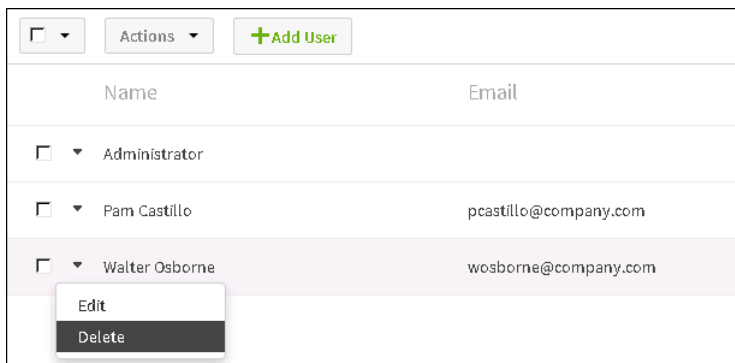 Actions Add User
Name Email
Administrator
Pam Castillo pcastillo@company.com
Walter Osborne wosborne@company.com
Edit
Delete